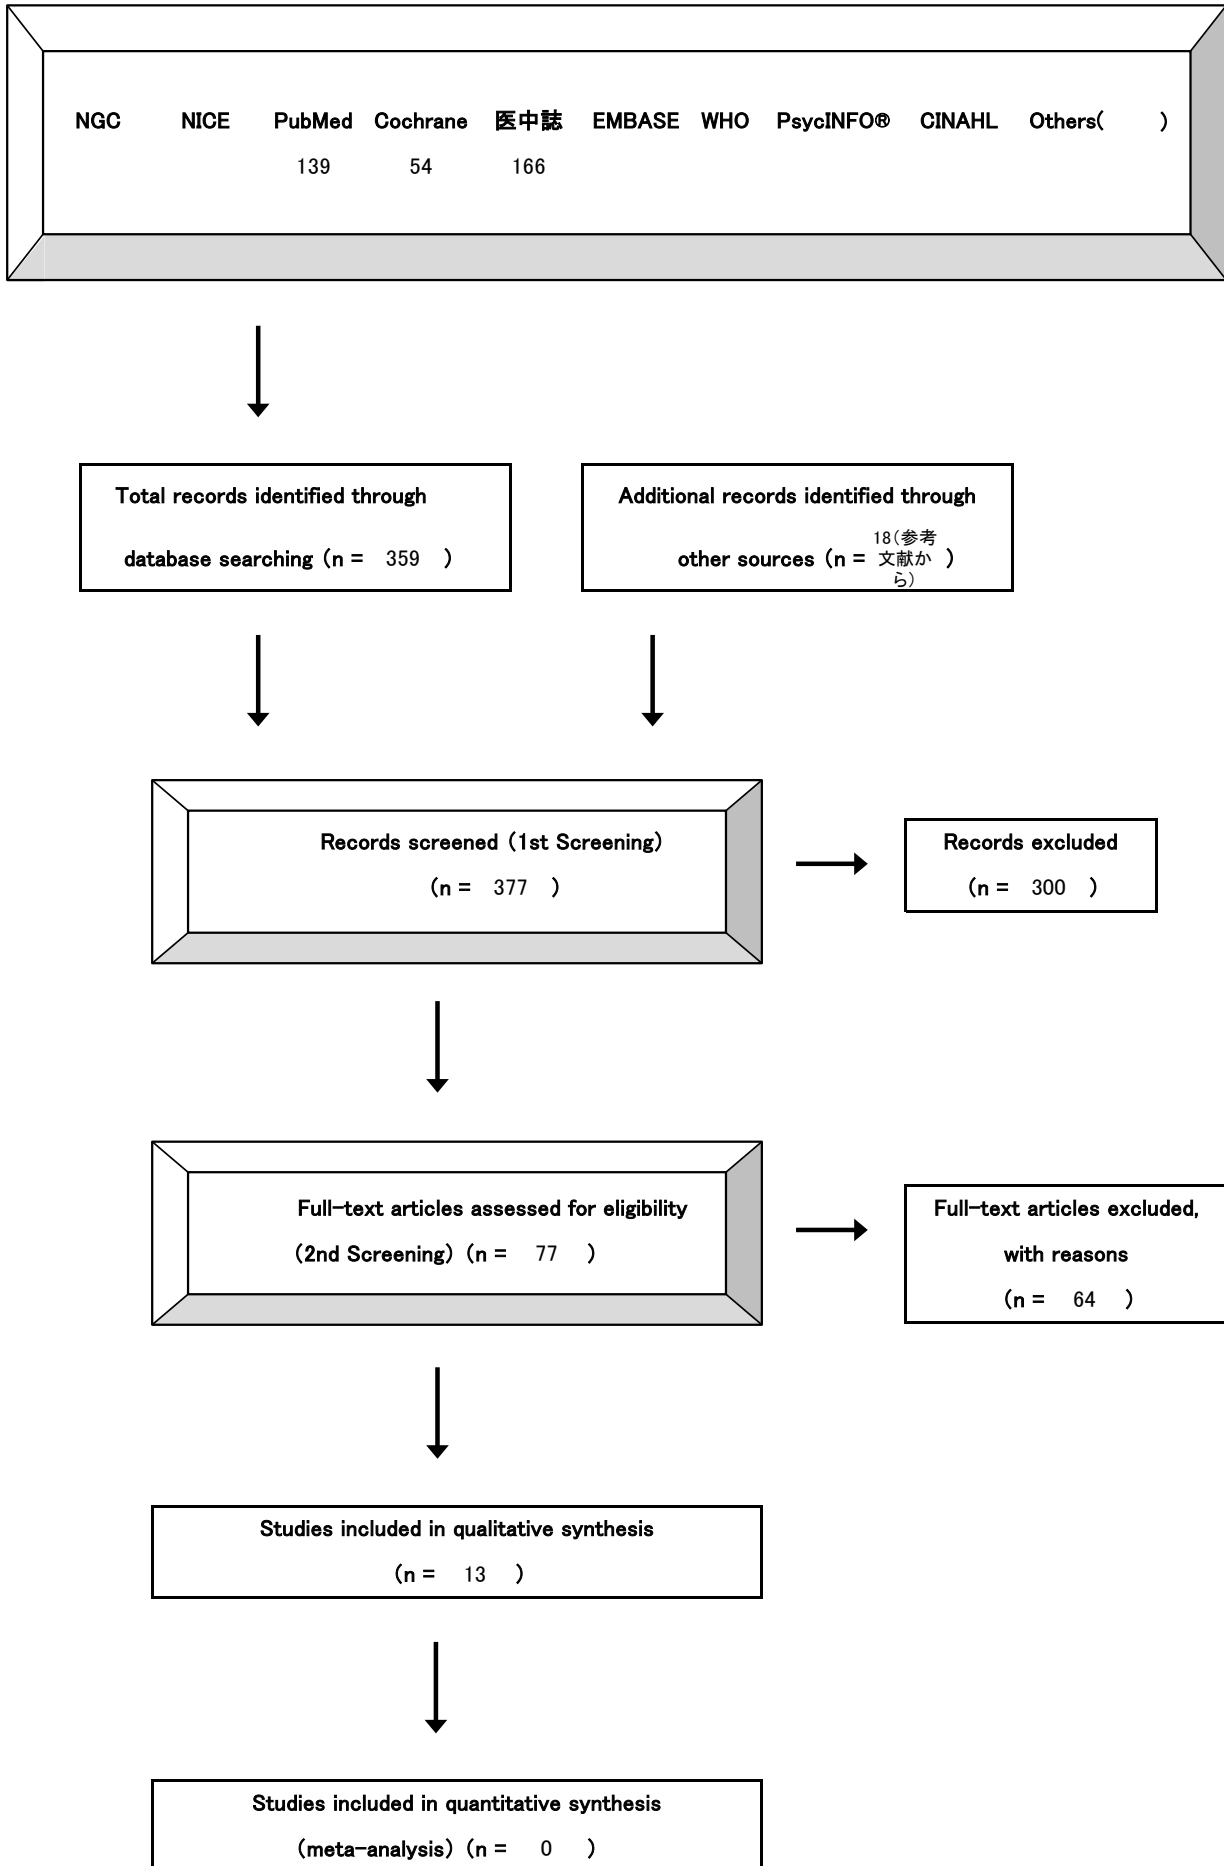 NGC NICE PubMed Cochrane 医中誌 EMBASE WHO PsycINFO® CINAHL Others( )
139 54 166
Total records identified through
database searching (n = 359 )
Additional records identified through
other sources (n = 18(参考文献から) )
Records screened (1st Screening)
(n = 377 )
Records excluded
(n = 300 )
Full-text articles assessed for eligibility
(2nd Screening) (n = 77 )
Full-text articles excluded,
with reasons
(n = 64 )
Studies included in qualitative synthesis
(n = 13 )
Studies included in quantitative synthesis
(meta-analysis) (n = 0 )